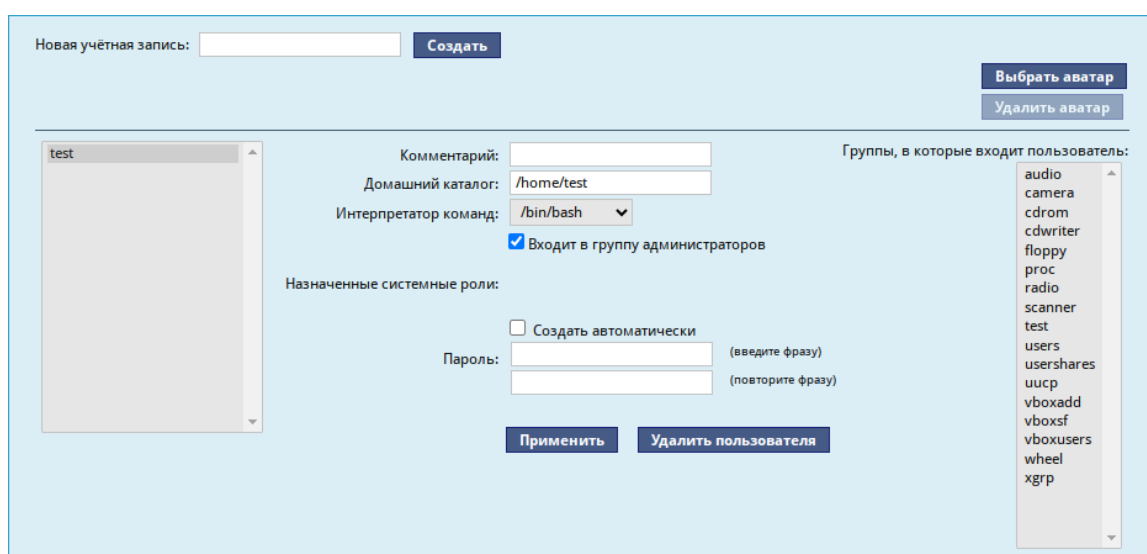 Новая учётная запись:
Создать
Выбрать аватар
Удалить аватар
test
Комментарий:
Домашний каталог: /home/test
Интерпретатор команд: /bin/bash
Входит в группу администраторов
Назначенные системные роли:
Создать автоматически
Пароль:
(введите фразу)
(повторите фразу)
Применить
Удалить пользователя
Группы, в которые входит пользователь:
audio
camera
cdrom
cdwriter
floppy
proc
radio
scanner
test
users
usershares
uucp
vboxadd
vboxsf
vboxusers
wheel
xgrp